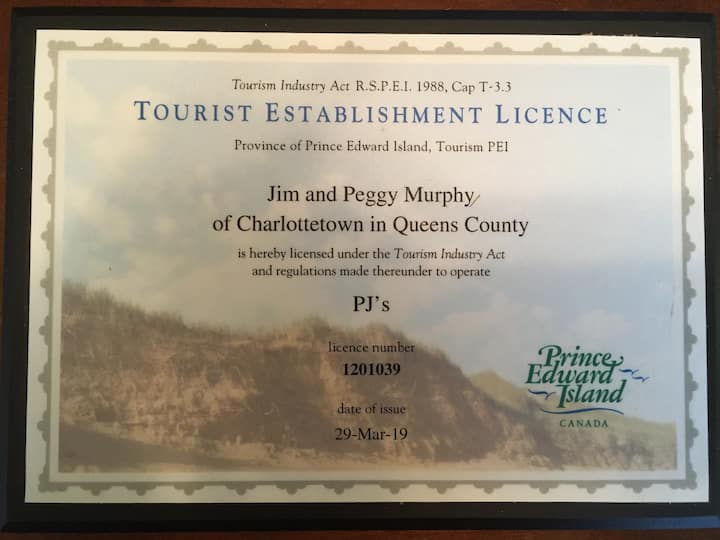 Tourism Industry Act R.S.P.E.I. 1988, Cap T-3.3
TOURIST ESTABLISHMENT LICENCE
Province of Prince Edward Island, Tourism PEI
Jim and Peggy Murphy
of Charlottetown in Queens County
is hereby licensed under the Tourism Industry Act
and regulations made thereunder to operate
PJ's
licence number
1201039
date of issue
29-Mar-19
Prince
Edward
Island
CANADA